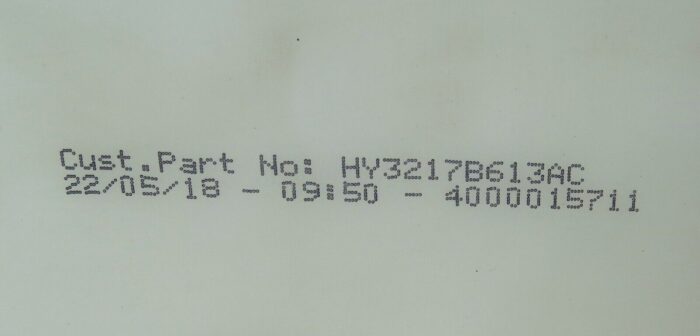 Cust.Part No: HY3217B613AC
22/05/18 - 09:50 - 4000015711